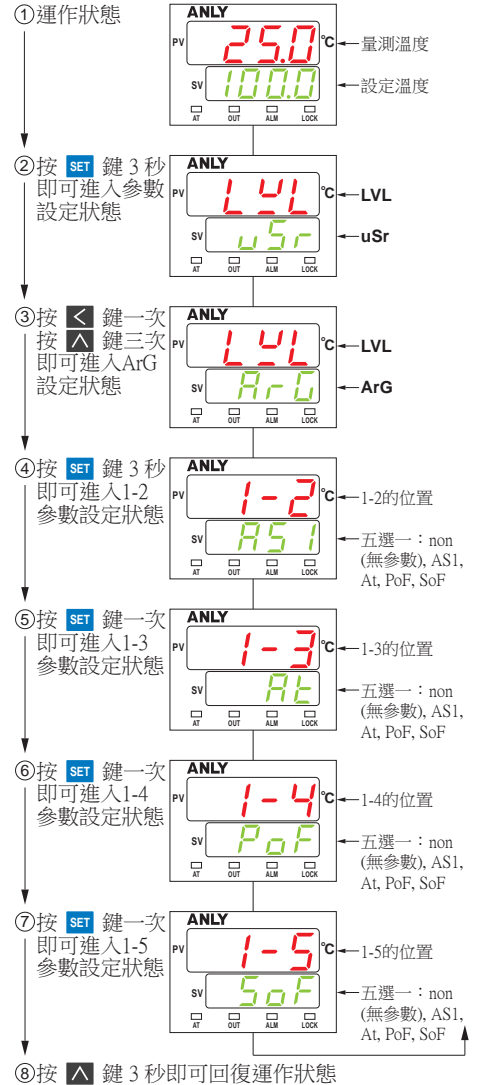 ①運作狀態
ANLY
PV 25.0 °C 量測溫度
SV 100.0 設定溫度
AT OUT ALM LOCK
②按 SET 鍵 3 秒
即可進入參數
設定狀態
ANLY
PV LVL °C LVL
SV uSr uSr
AT OUT ALM LOCK
③按 < 鍵一次
按 ∧ 鍵三次
即可進入ArG
設定狀態
ANLY
PV LVL °C LVL
SV ArG ArG
AT OUT ALM LOCK
④按 SET 鍵 3 秒
即可進入1-2
參數設定狀態
ANLY
PV 1-2 °C 1-2的位置
SV AS1 五選一：non
(無參數), AS1,
At, PoF, SoF
AT OUT ALM LOCK
⑤按 SET 鍵一次
即可進入1-3
參數設定狀態
ANLY
PV 1-3 °C 1-3的位置
SV At 五選一：non
(無參數), AS1,
At, PoF, SoF
AT OUT ALM LOCK
⑥按 SET 鍵一次
即可進入1-4
參數設定狀態
ANLY
PV 1-4 °C 1-4的位置
SV PoF 五選一：non
(無參數), AS1,
At, PoF, SoF
AT OUT ALM LOCK
⑦按 SET 鍵一次
即可進入1-5
參數設定狀態
ANLY
PV 1-5 °C 1-5的位置
SV SoF 五選一：non
(無參數), AS1,
At, PoF, SoF
AT OUT ALM LOCK
⑧按 ∧ 鍵 3 秒即可回復運作狀態